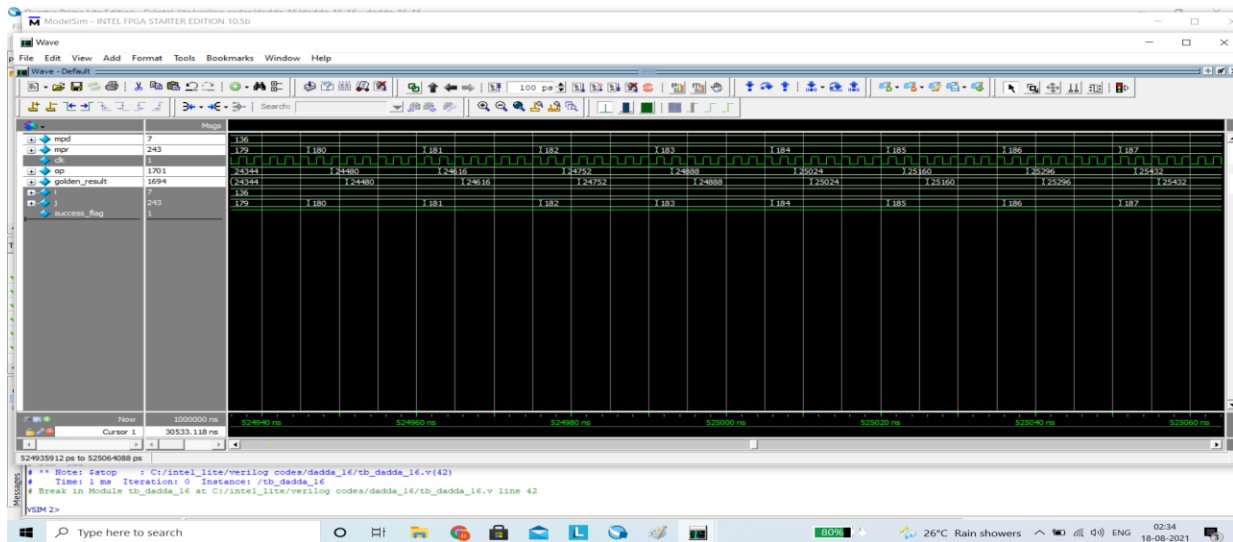 ModelSim - INTEL FPGA STARTER EDITION 10.5b
Wave
File Edit View Add Format Tools Bookmarks Window Help
Wave - Default
100 ps
Search:
Msgs
mpd 7 136
mpr 243 179 180 181 182 183 184 185 186 187
clk 1
op 1701 24344 24480 24616 24752 24888 25024 25160 25296 25432
golden_result 1694 24344 24480 24616 24752 24888 25024 25160 25296 25432
i 7 136
j 243 179 180 181 182 183 184 185 186 187
success_flag 1
Now 1000000 ns 524940 ns 524960 ns 524980 ns 525000 ns 525020 ns 525040 ns 525060 ns
Cursor 1 30533.118 ns
524935912 ps to 525064088 ps
# ** Note: $stop : C:/intel_lite/verilog codes/dadda_16/tb_dadda_16.v(42)
# Time: 1 ms Iteration: 0 Instance: /tb_dadda_16
# Break in Module tb_dadda_16 at C:/intel_lite/verilog codes/dadda_16/tb_dadda_16.v line 42
VSIM 2>
Messages
Type here to search
80%
26°C Rain showers
ENG
02:34
18-08-2021